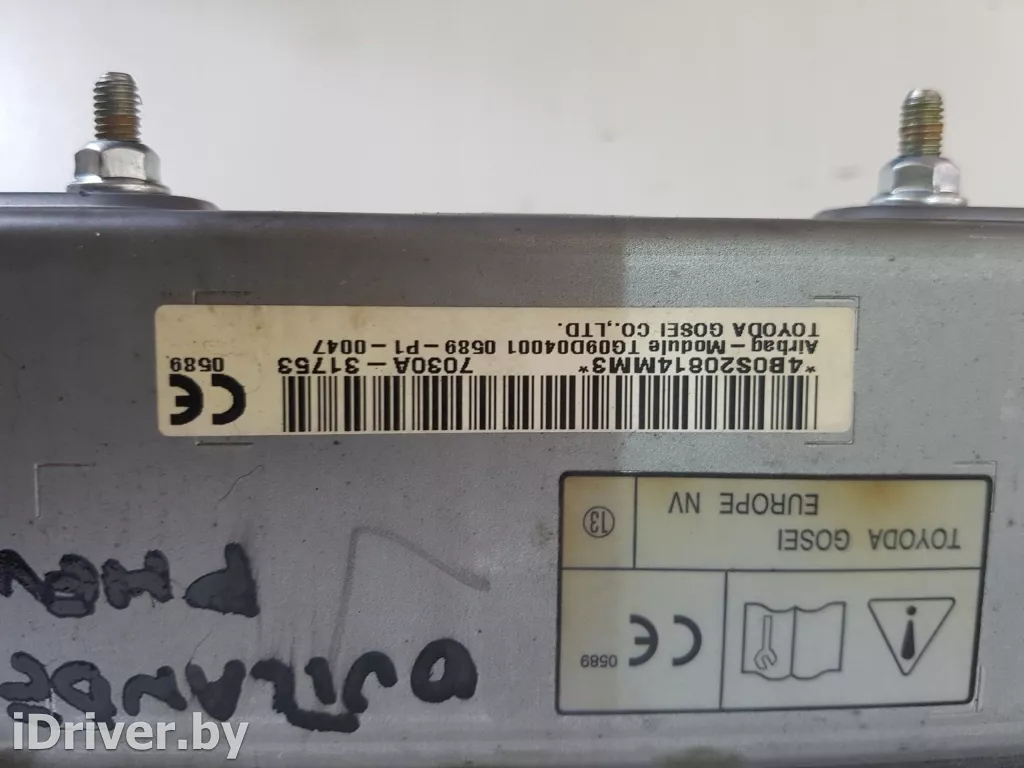 *4B0S20814MM3* 7030A-31753
Airbag-Module TG09D04001 0589-P1-0047
TOYODA GOSEI CO.,LTD.
CE
0589
TOYODA GOSEI
EUROPE NV
13
CE
0589
iDriver.by